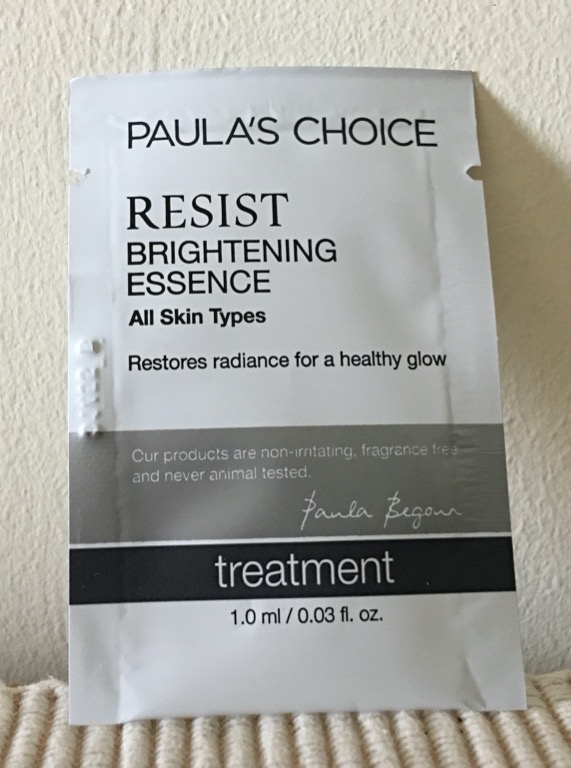 PAULA'S CHOICE
RESIST
BRIGHTENING
ESSENCE
All Skin Types
Restores radiance for a healthy glow
Our products are non-irritating, fragrance free
and never animal tested.
Paula Begoun
treatment
1.0 ml / 0.03 fl. oz.